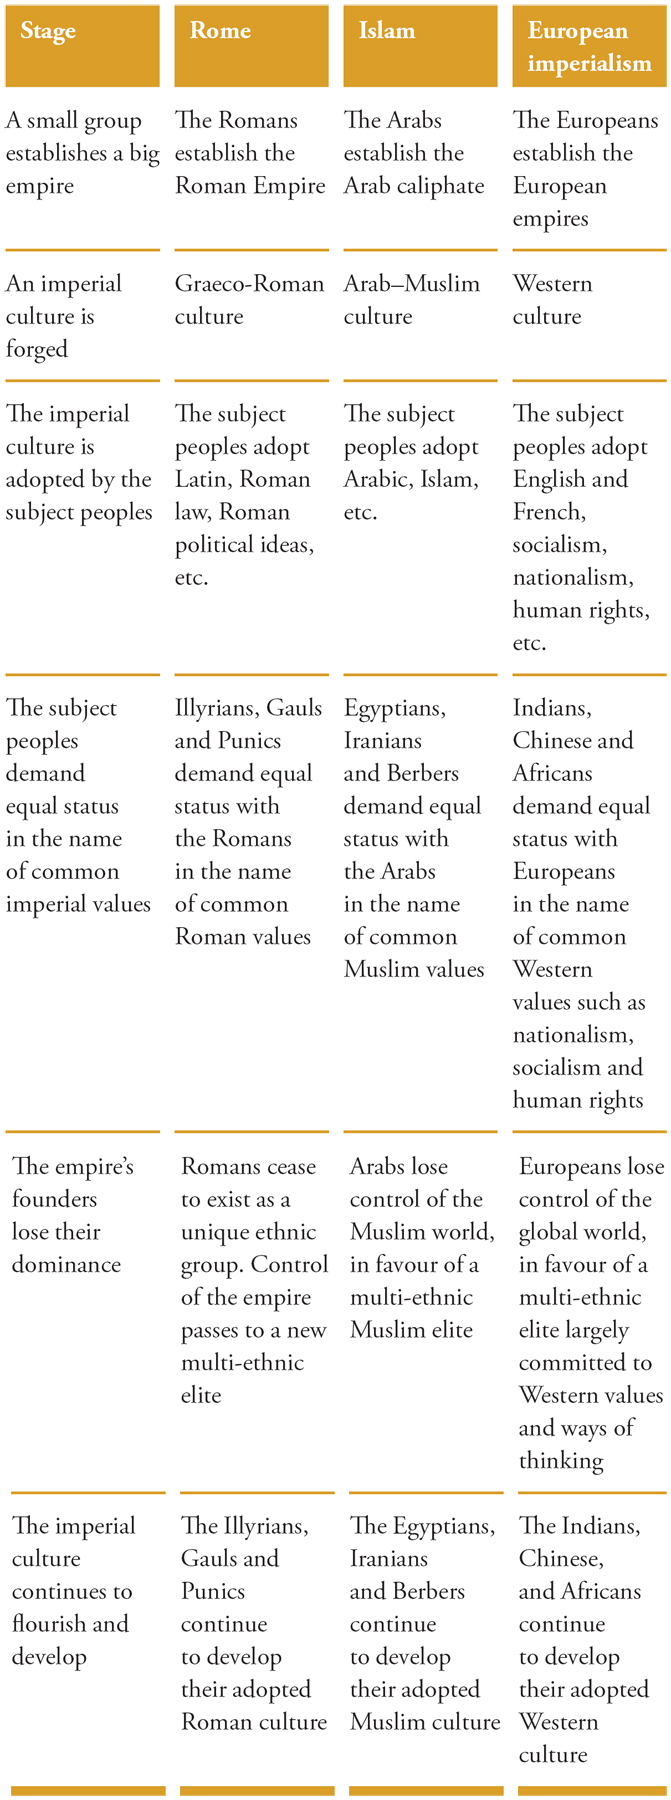 Stage
Rome
Islam
European
imperialism
A small group
establishes a big
empire
The Romans
establish the
Roman Empire
The Arabs
establish the
Arab caliphate
The Europeans
establish the
European
empires
An imperial
culture is
forged
Graeco-Roman
culture
Arab–Muslim
culture
Western
culture
The imperial
culture is
adopted by the
subject peoples
The subject
peoples adopt
Latin, Roman
law, Roman
political ideas,
etc.
The subject
peoples adopt
Arabic, Islam,
etc.
The subject
peoples adopt
English and
French,
socialism,
nationalism,
human rights,
etc.
The subject
peoples
demand
equal status
in the name
of common
imperial values
Illyrians, Gauls
and Punics
demand equal
status with
the Romans
in the name
of common
Roman values
Egyptians,
Iranians
and Berbers
demand equal
status with
the Arabs
in the name
of common
Muslim values
Indians,
Chinese and
Africans
demand equal
status with
Europeans
in the name
of common
Western
values such as
nationalism,
socialism and
human rights
The empire’s
founders
lose their
dominance
Romans cease
to exist as a
unique ethnic
group. Control
of the empire
passes to a new
multi-ethnic
elite
Arabs lose
control of the
Muslim world,
in favour of a
multi-ethnic
Muslim elite
Europeans lose
control of the
global world,
in favour of a
multi-ethnic
elite largely
committed to
Western values
and ways of
thinking
The imperial
culture
continues to
flourish and
develop
The Illyrians,
Gauls and
Punics
continue
to develop
their adopted
Roman culture
The Egyptians,
Iranians
and Berbers
continue
to develop
their adopted
Muslim culture
The Indians,
Chinese,
and Africans
continue
to develop
their adopted
Western
culture